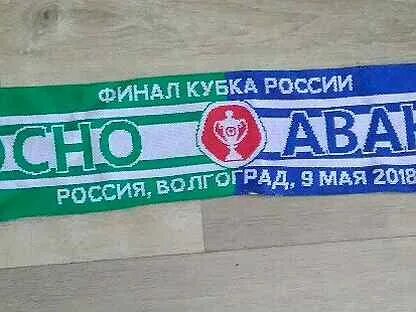 ФИНАЛ КУБКА РОССИИ
ОСНО АВАН
РОССИЯ, ВОЛГОГРАД, 9 МАЯ 2018